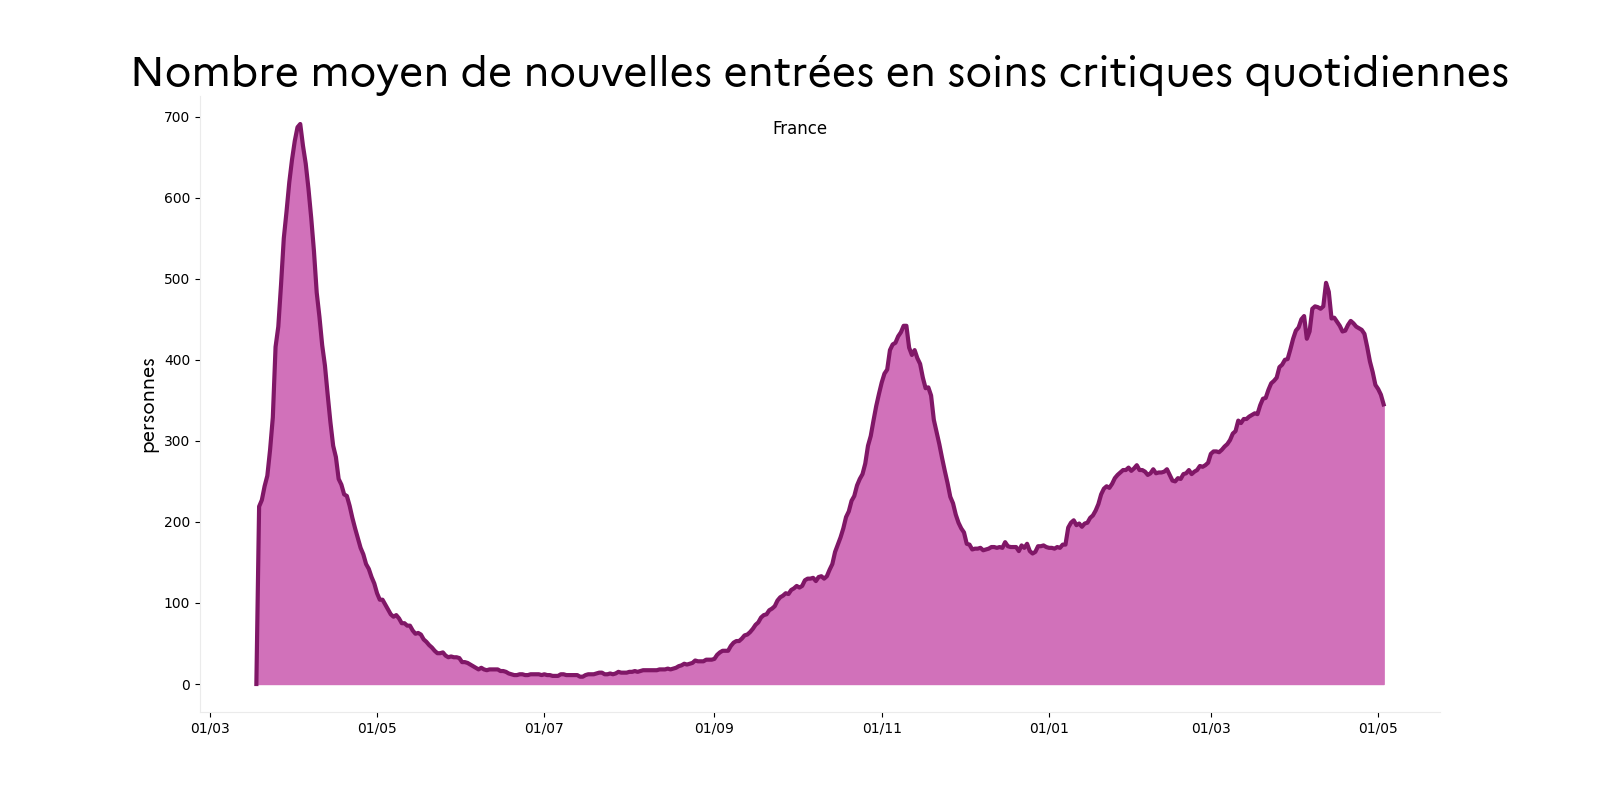 Nombre moyen de nouvelles entrées en soins critiques quotidiennes
France
personnes
700
600
500
400
300
200
100
0
01/03 01/05 01/07 01/09 01/11 01/01 01/03 01/05